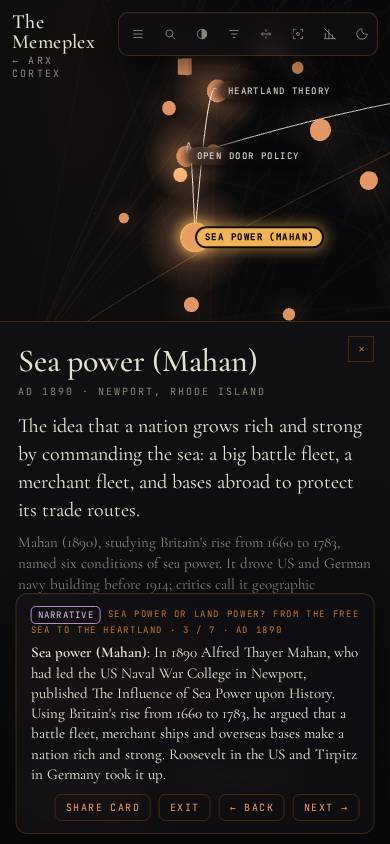 The
Memeplex
← ARX
CORTEX
HEARTLAND THEORY
OPEN DOOR POLICY
SEA POWER (MAHAN)
Sea power (Mahan)
×
AD 1890 · NEWPORT, RHODE ISLAND
The idea that a nation grows rich and strong
by commanding the sea: a big battle fleet, a
merchant fleet, and bases abroad to protect
its trade routes.
Mahan (1890), studying Britain's rise from 1660 to 1783,
named six conditions of sea power. It drove US and German
navy building before 1914; critics call it geographic
NARRATIVE SEA POWER OR LAND POWER? FROM THE FREE
SEA TO THE HEARTLAND · 3 / 7 · AD 1890
Sea power (Mahan): In 1890 Alfred Thayer Mahan, who
had led the US Naval War College in Newport,
published The Influence of Sea Power upon History.
Using Britain's rise from 1660 to 1783, he argued that a
battle fleet, merchant ships and overseas bases make a
nation rich and strong. Roosevelt in the US and Tirpitz
in Germany took it up.
SHARE CARD EXIT ← BACK NEXT →